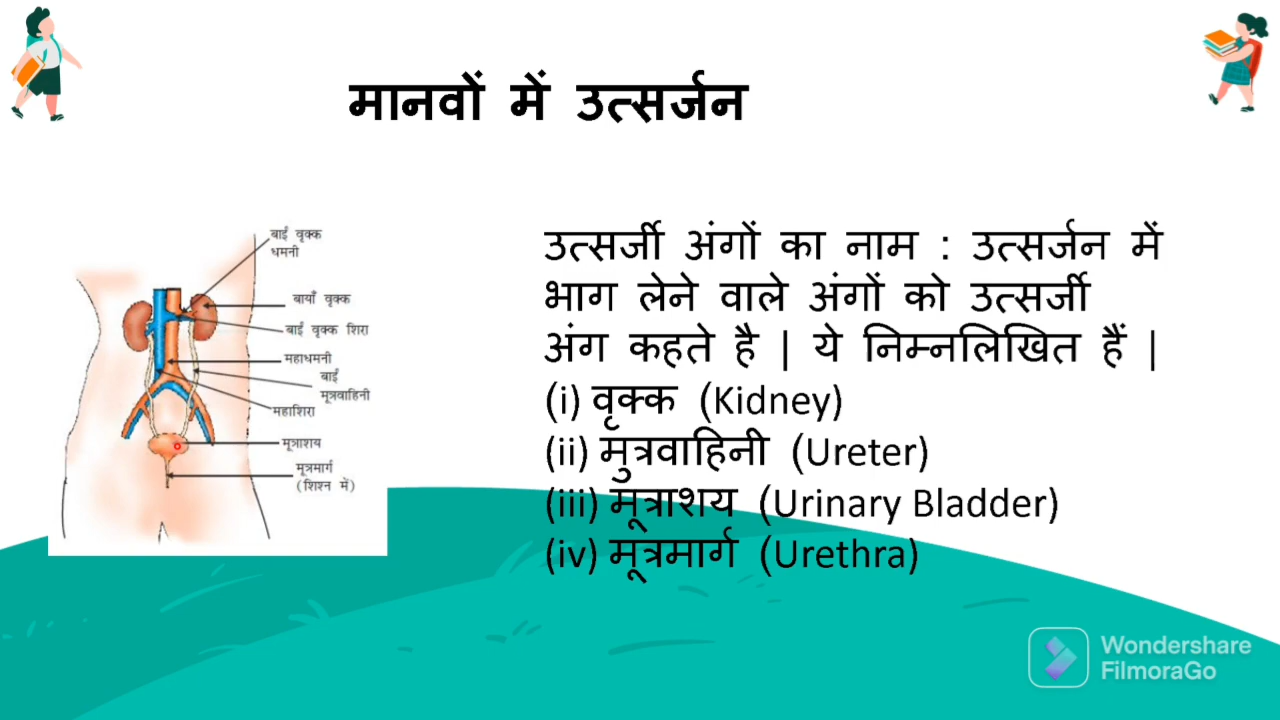 मानवों में उत्सर्जन
बाईं वृक्क
धमनी
बायाँ वृक्क
बाईं वृक्क शिरा
महाधमनी
बाईं
मूत्रवाहिनी
महाशिरा
मूत्राशय
मूत्रमार्ग
(शिश्न में)
उत्सर्जी अंगों का नाम : उत्सर्जन में
भाग लेने वाले अंगों को उत्सर्जी
अंग कहते है | ये निम्नलिखित हैं |
(i) वृक्क (Kidney)
(ii) मुत्रवाहिनी (Ureter)
(iii) मूत्राशय (Urinary Bladder)
(iv) मूत्रमार्ग (Urethra)
Wondershare
FilmoraGo